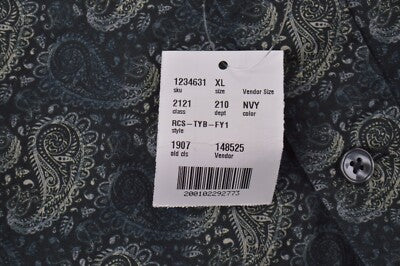 1234631 XL
sku size Vendor Size
2121 210 NVY
class dept color
RCS-TYB-FY1
style
1907 148525
old cls Vendor
200102292773